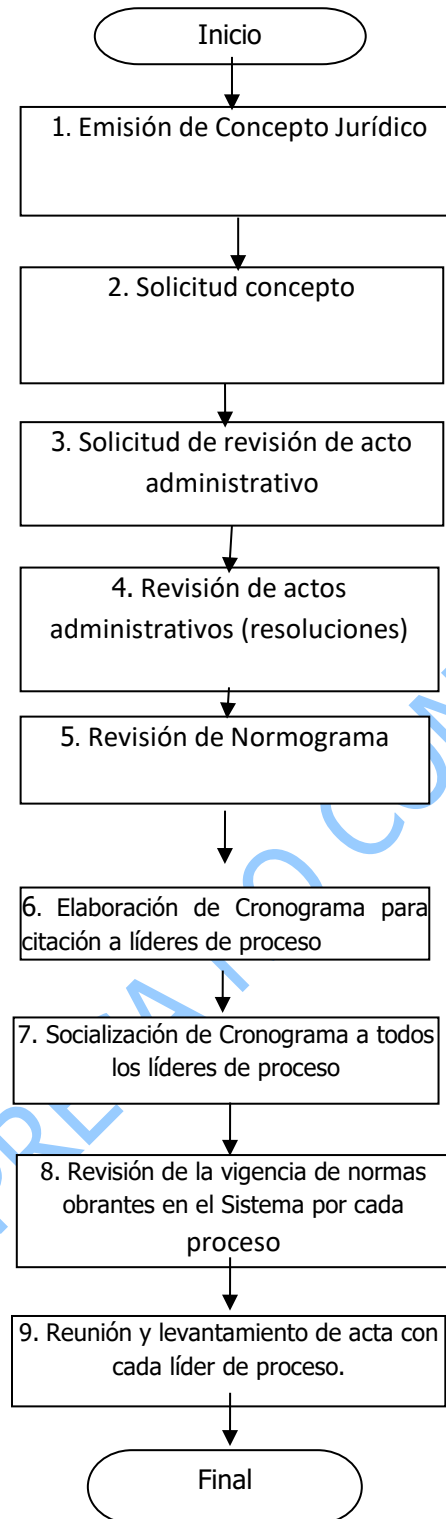 Inicio
1. Emisión de Concepto Jurídico
2. Solicitud concepto
3. Solicitud de revisión de acto
administrativo
4. Revisión de actos
administrativos (resoluciones)
5. Revisión de Normograma
6. Elaboración de Cronograma para
citación a líderes de proceso
7. Socialización de Cronograma a todos
los líderes de proceso
8. Revisión de la vigencia de normas
obrantes en el Sistema por cada
proceso
9. Reunión y levantamiento de acta con
cada líder de proceso.
Final